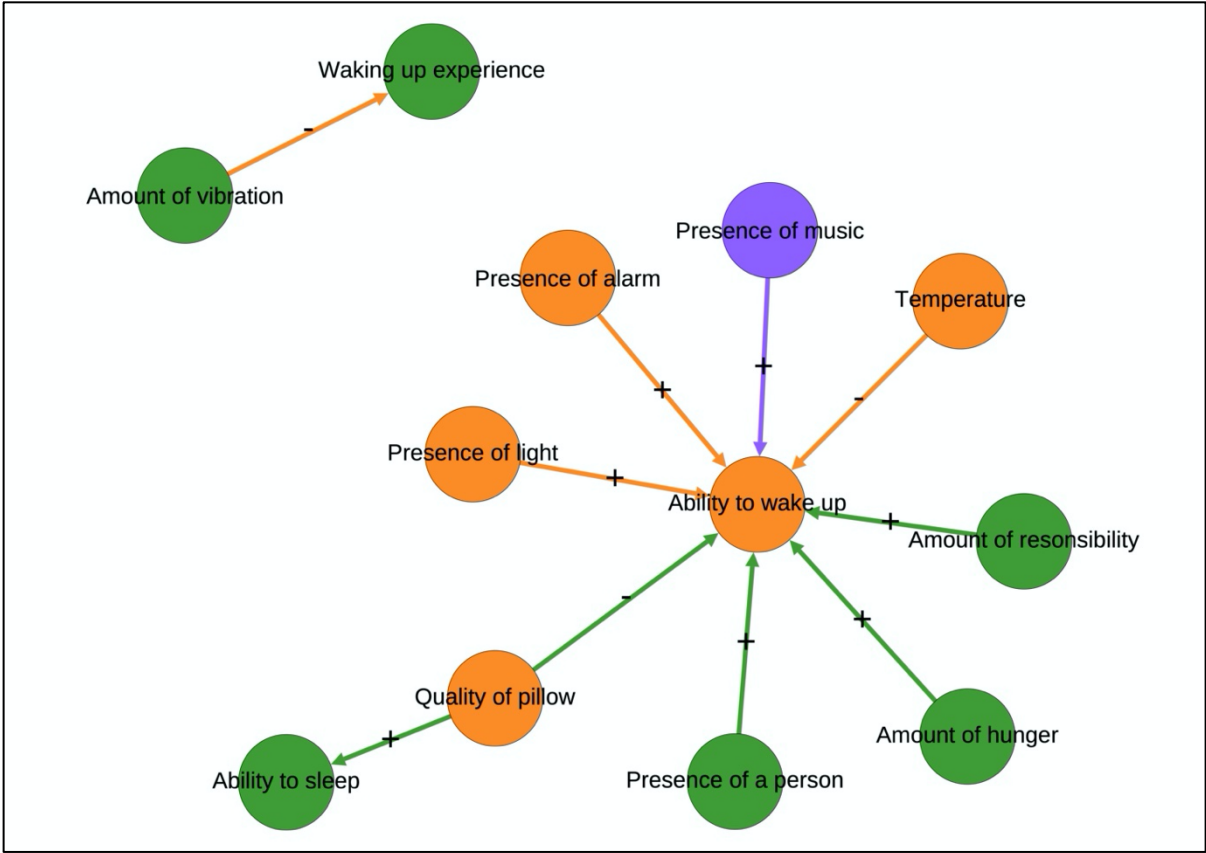 Waking up experience
-
Amount of vibration
Presence of music
Presence of alarm
Temperature
+
+
-
Presence of light
+
Ability to wake up
+
Amount of resonsibility
-
+
+
Quality of pillow
+
Amount of hunger
Ability to sleep
Presence of a person